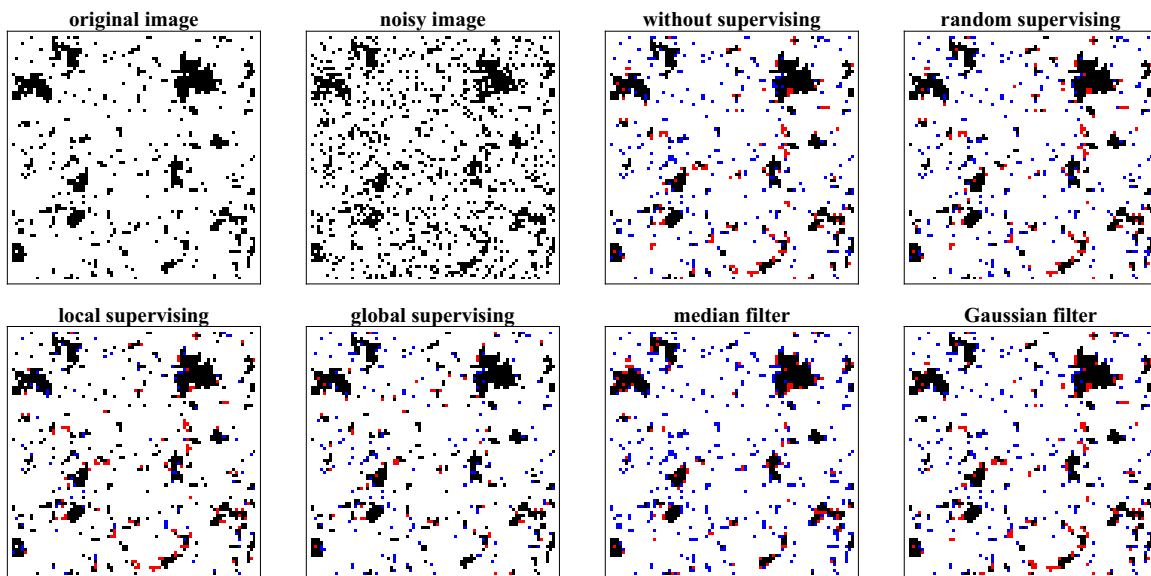 original image
noisy image
without supervising
random supervising
local supervising
global supervising
median filter
Gaussian filter